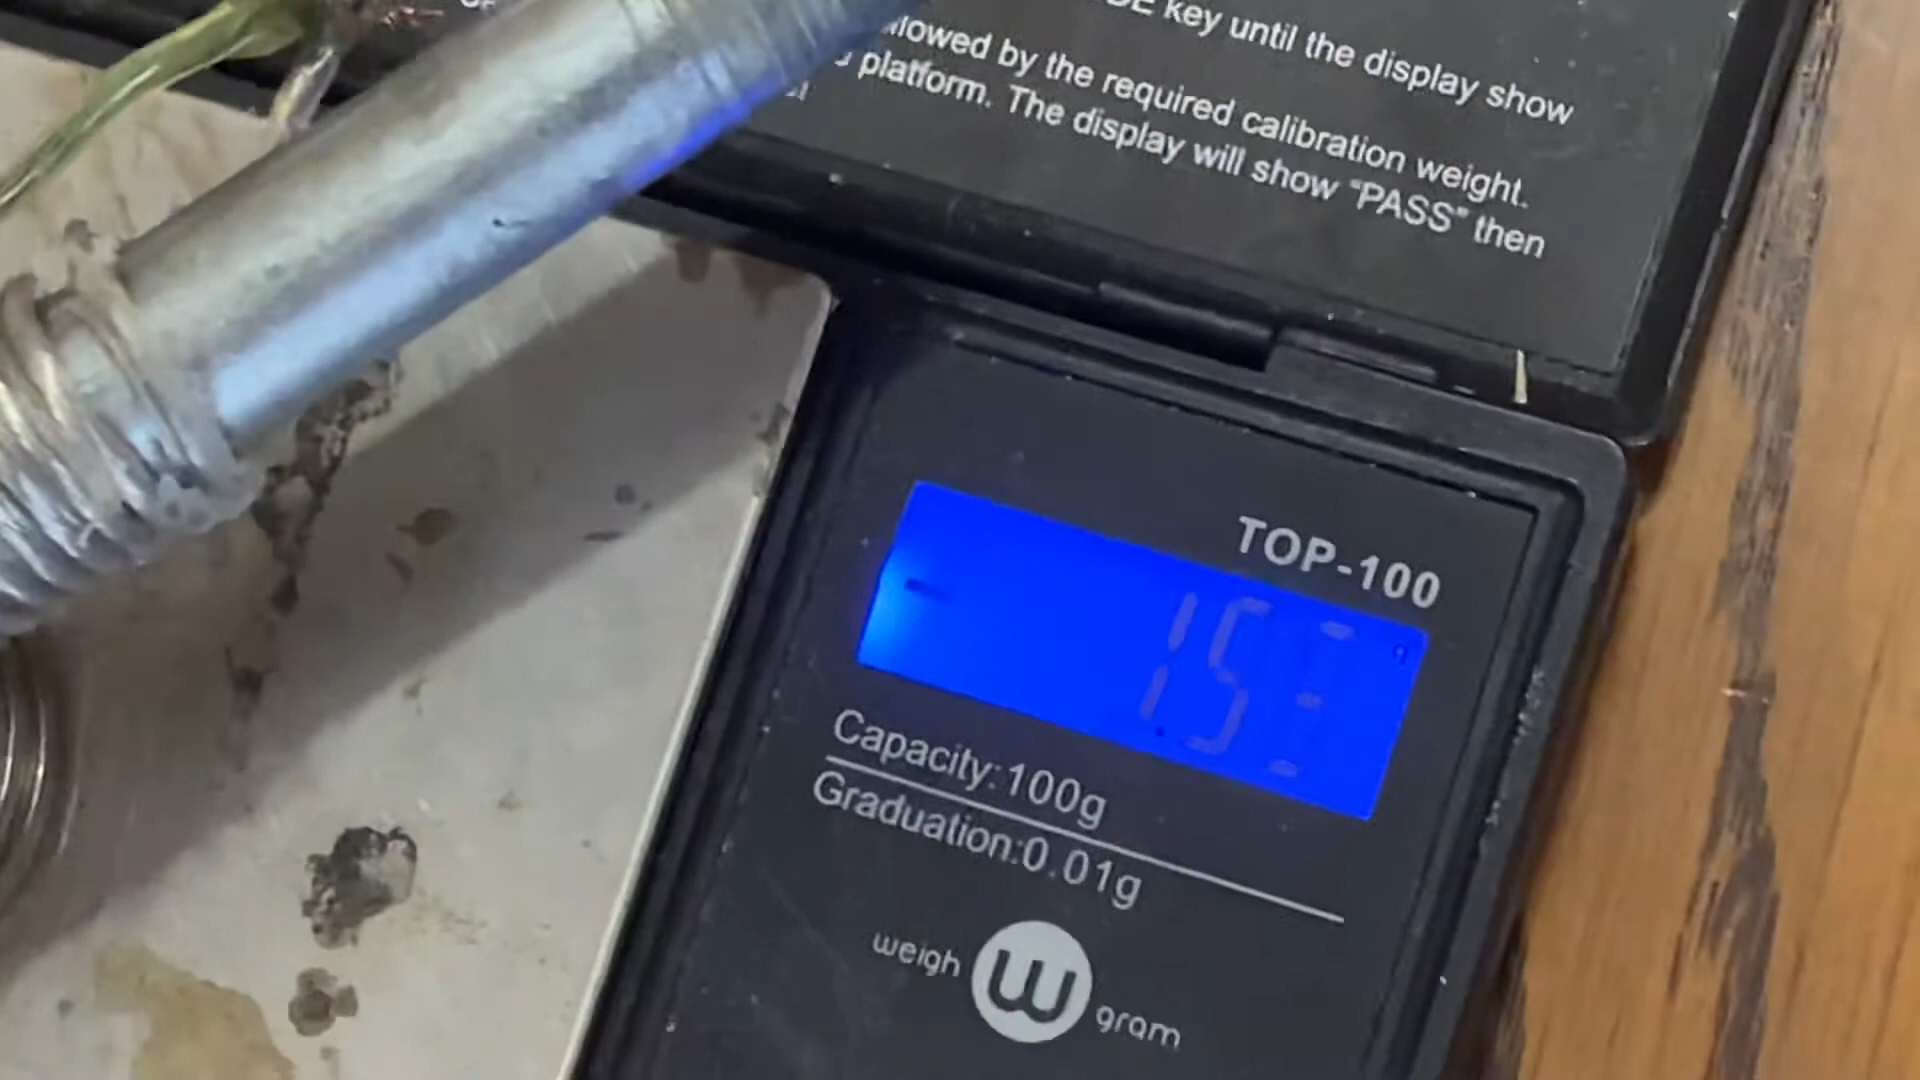 key until the display show
by the required calibration weight.
platform. The display will show “PASS” then
TOP-100
g
Capacity:100g
Graduation:0.01g
weigh W gram